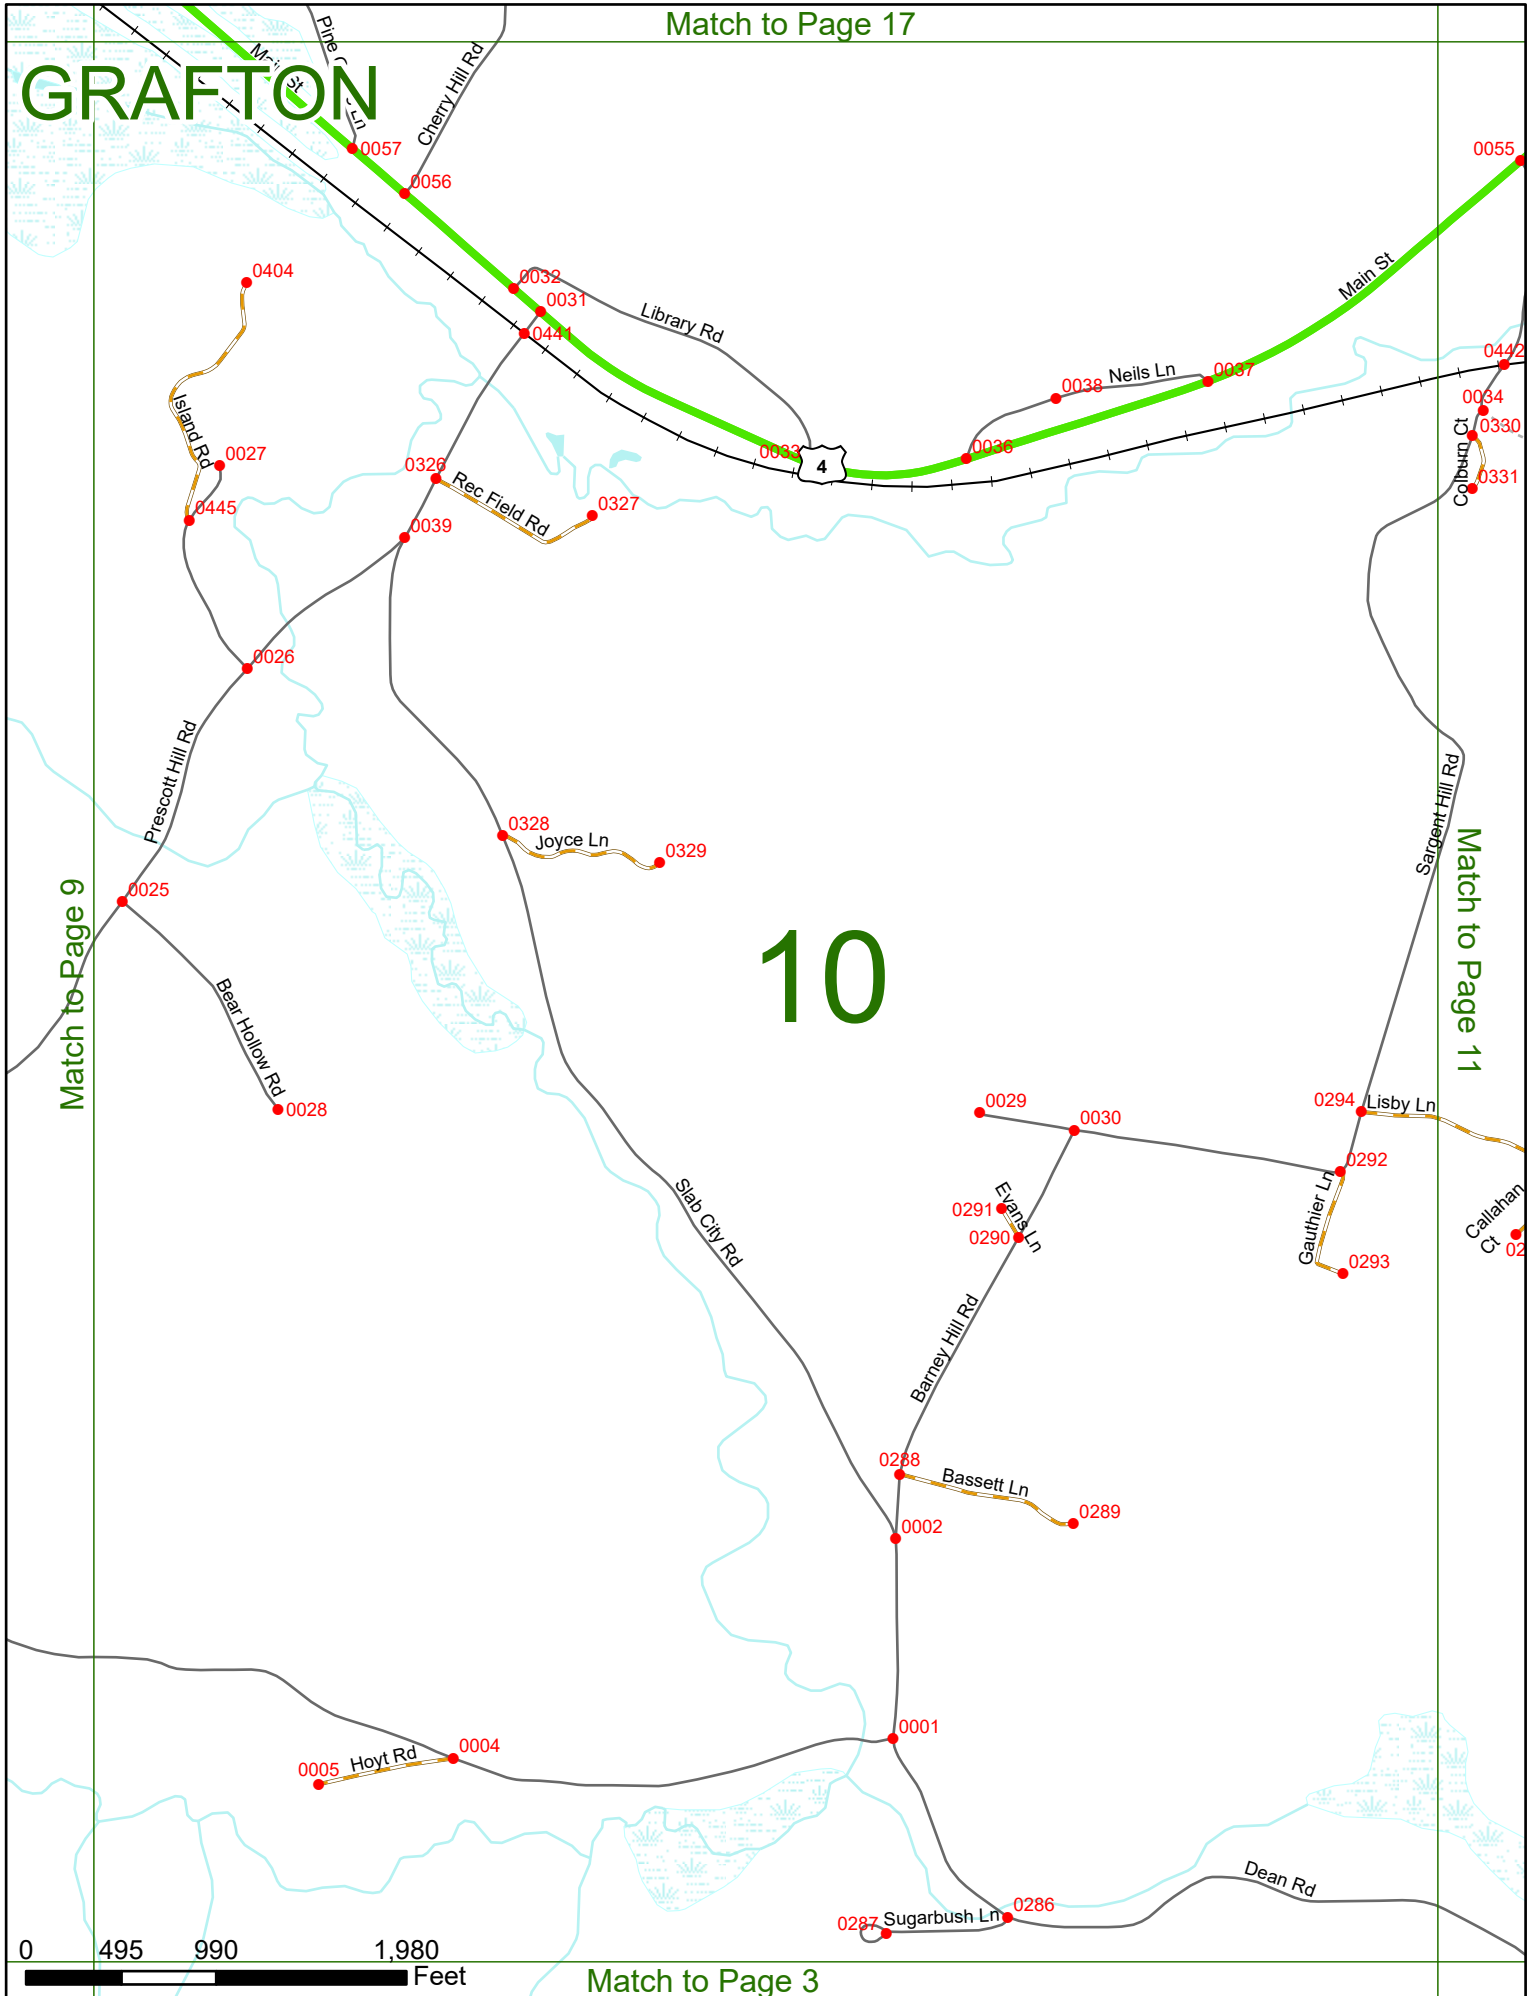 Match to Page 17
GRAFTON
Main St
Ln
Cherry Hill Rd
0057
0056
0055
0404
0032
0031
0441
Library Rd
Main St
0442
Neils Ln
0037
0038
0034
0330
Colburn Ct
0331
Island Rd
0027
0033
4
0036
0326
Rec Field Rd
0327
0445
0039
0026
Prescott Hill Rd
0328
Joyce Ln
0329
Sargent Hill Rd
Match to Page 11
0025
Match to Page 9
10
Bear Hollow Rd
0028
0029
0030
0294
Lisby Ln
0292
Gauthier Ln
0293
Callahan
Ct
02
Evans Ln
0291
0290
Slab City Rd
Barney Hill Rd
0288
Bassett Ln
0289
0002
0001
0004
Hoyt Rd
0005
Dean Rd
0286
Sugarbush Ln
0287
0 495 990 1,980
Feet
Match to Page 3